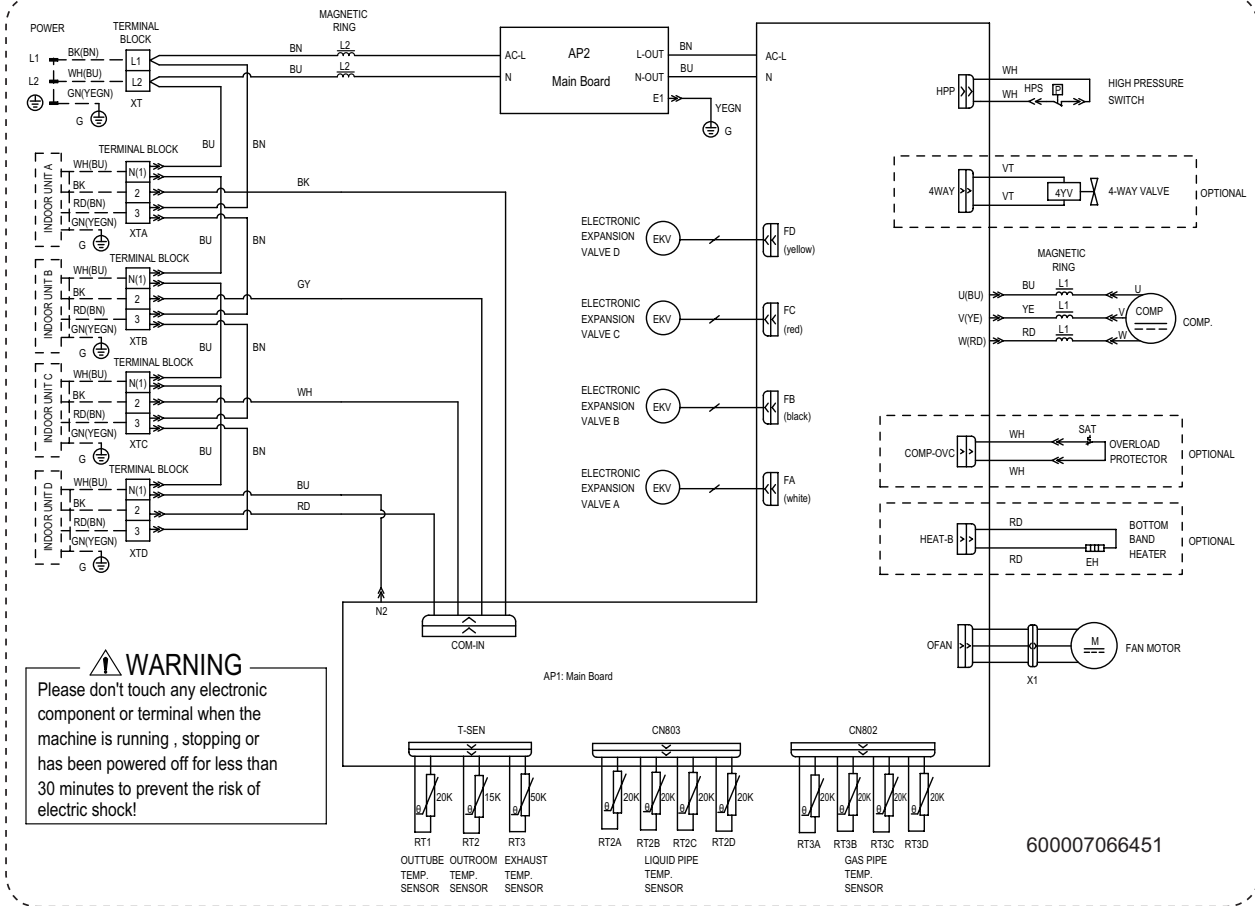 POWER
TERMINAL
BLOCK
MAGNETIC
RING
L1
BK(BN)
L1
BN
L2
AC-L
AP2
Main Board
L-OUT
BN
AC-L
L2
WH(BU)
L2
BU
L2
N
N-OUT
BU
N
GN(YEGN)
G
XT
E1
YEGN
G
HPP
WH
WH
HPS
P
HIGH PRESSURE
SWITCH
BU
BN
INDOOR UNIT A
TERMINAL BLOCK
WH(BU)
N(1)
BK
2
BK
RD(BN)
3
GN(YEGN)
G
XTA
BU
BN
4WAY
VT
VT
4YV
4-WAY VALVE
OPTIONAL
INDOOR UNIT B
TERMINAL BLOCK
WH(BU)
N(1)
BK
2
GY
RD(BN)
3
GN(YEGN)
G
XTB
BU
BN
ELECTRONIC
EXPANSION
VALVE D
EKV
FD
(yellow)
ELECTRONIC
EXPANSION
VALVE C
EKV
FC
(red)
MAGNETIC
RING
U(BU)
BU
L1
U
V(YE)
YE
L1
V
COMP
COMP.
W(RD)
RD
L1
W
INDOOR UNIT C
TERMINAL BLOCK
WH(BU)
N(1)
BK
2
WH
RD(BN)
3
GN(YEGN)
G
XTC
BU
BN
ELECTRONIC
EXPANSION
VALVE B
EKV
FB
(black)
COMP-OVC
WH
WH
SAT
OVERLOAD
PROTECTOR
OPTIONAL
INDOOR UNIT D
TERMINAL BLOCK
WH(BU)
N(1)
BU
BK
2
RD
RD(BN)
3
GN(YEGN)
G
XTD
ELECTRONIC
EXPANSION
VALVE A
EKV
FA
(white)
HEAT-B
RD
RD
EH
BOTTOM
BAND
HEATER
OPTIONAL
N2
COM-IN
OFAN
X1
M
FAN MOTOR
AP1: Main Board
WARNING
Please don't touch any electronic
component or terminal when the
machine is running , stopping or
has been powered off for less than
30 minutes to prevent the risk of
electric shock!
T-SEN
CN803
CN802
θ 20K
θ 15K
θ 50K
θ 20K
θ 20K
θ 20K
θ 20K
θ 20K
θ 20K
θ 20K
θ 20K
RT1
RT2
RT3
RT2A
RT2B
RT2C
RT2D
RT3A
RT3B
RT3C
RT3D
OUTTUBE
TEMP.
SENSOR
OUTROOM
TEMP.
SENSOR
EXHAUST
TEMP.
SENSOR
LIQUID PIPE
TEMP.
SENSOR
GAS PIPE
TEMP.
SENSOR
600007066451